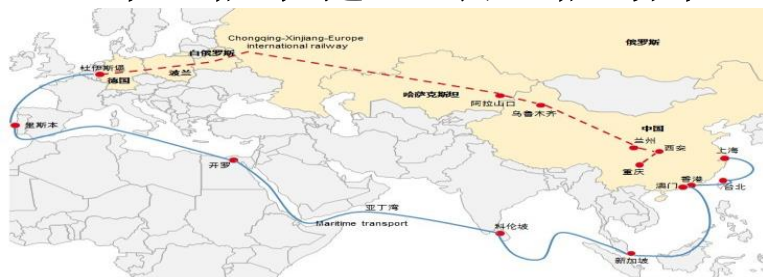 Chongqing-Xinjiang-Europe
international railway
俄罗斯
白俄罗斯
杜伊斯堡
德国
波兰
哈萨克斯坦
阿拉山口
乌鲁木齐
中国
兰州
西安
重庆
上海
里斯本
开罗
香港
澳门
台北
亚丁湾
Maritime transport
科伦坡
新加坡